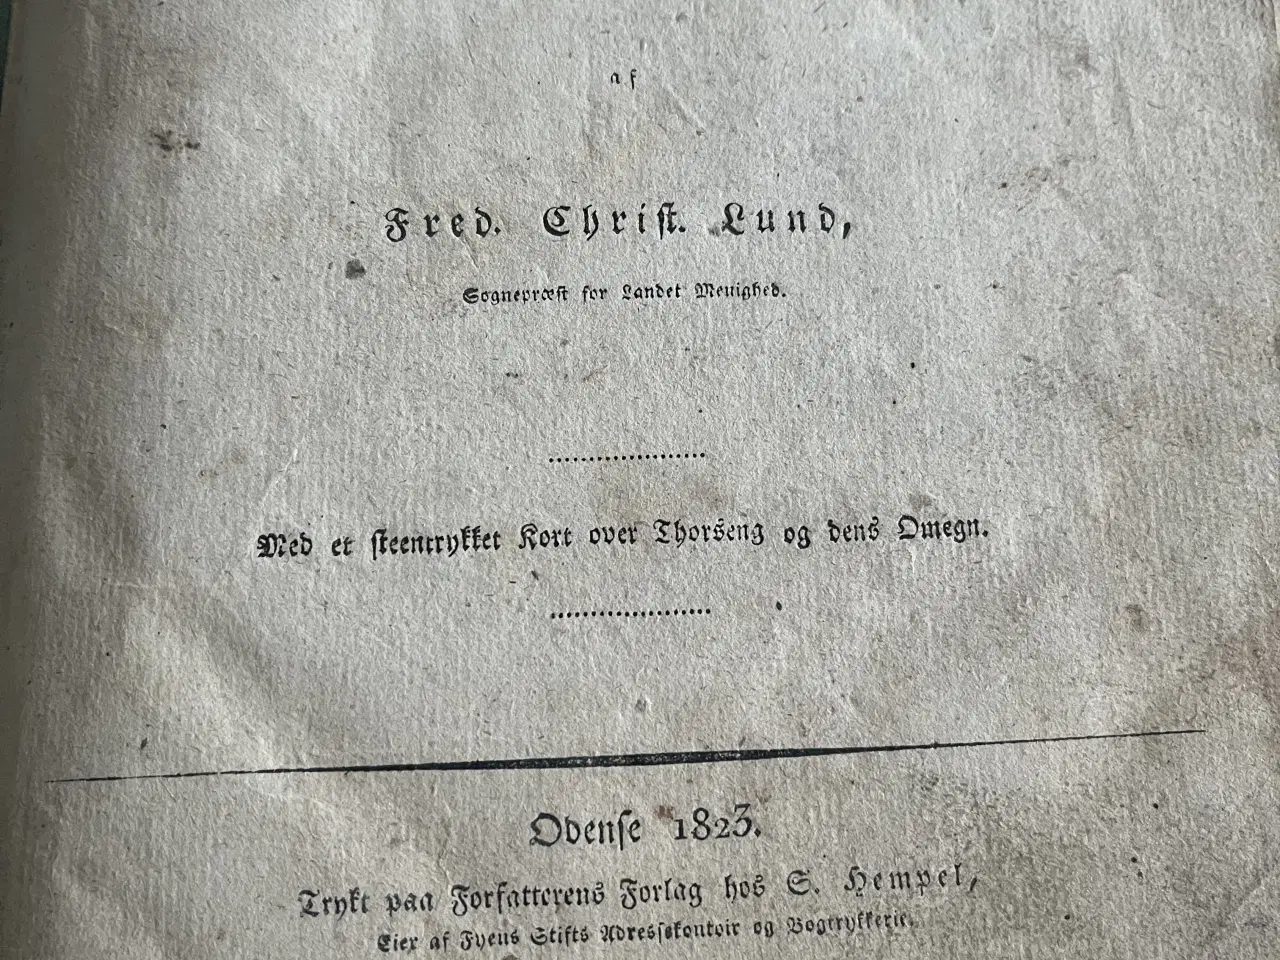 af
Fred. Christ. Lund,
Sognepræst for Landet Menighed.
Med et steentrykket Kort over Thorseng og dens Omegn.
Odense 1823.
Trykt paa Forfatterens Forlag hos S. Hempel,
Eier af Fyens Stifts Adressekontoir og Bogtrykkerie.